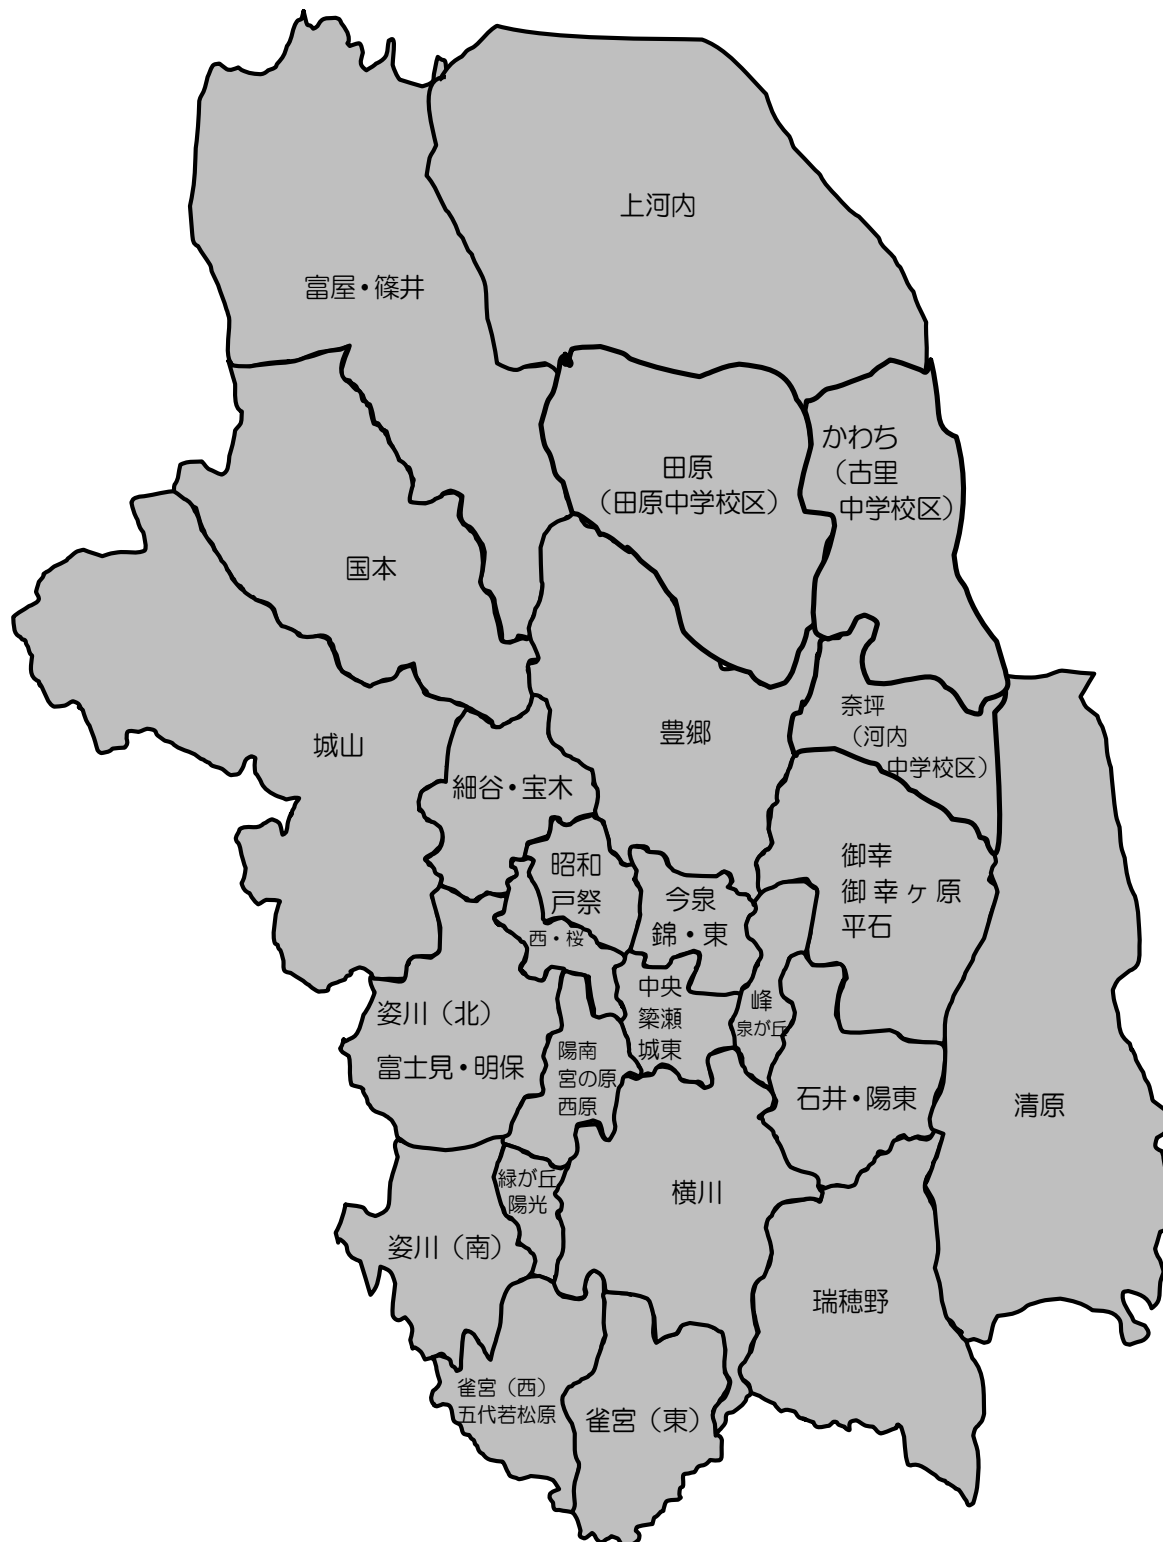 上河内
富屋・篠井
かわち
（古里
中学校区）
田原
（田原中学校区）
国本
奈坪
（河内
中学校区）
豊郷
城山
細谷・宝木
昭和
戸祭
西・桜
今泉
錦・東
御幸
御幸ヶ原
平石
中央
簗瀬
城東
峰
泉が丘
姿川（北）
富士見・明保
陽南
宮の原
西原
石井・陽東
清原
緑が丘
陽光
横川
姿川（南）
瑞穂野
雀宮（西）
五代若松原
雀宮（東）